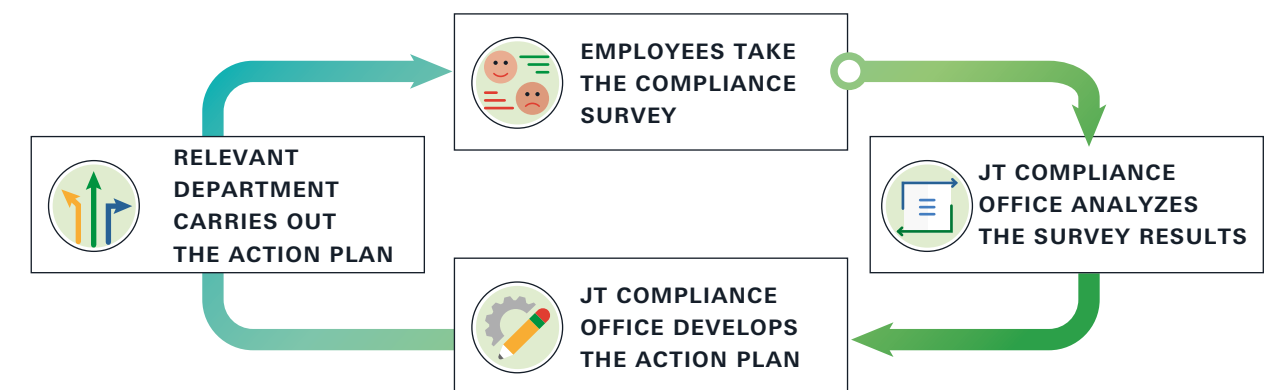 EMPLOYEES TAKE
THE COMPLIANCE
SURVEY
JT COMPLIANCE
OFFICE ANALYZES
THE SURVEY RESULTS
JT COMPLIANCE
OFFICE DEVELOPS
THE ACTION PLAN
RELEVANT
DEPARTMENT
CARRIES OUT
THE ACTION PLAN